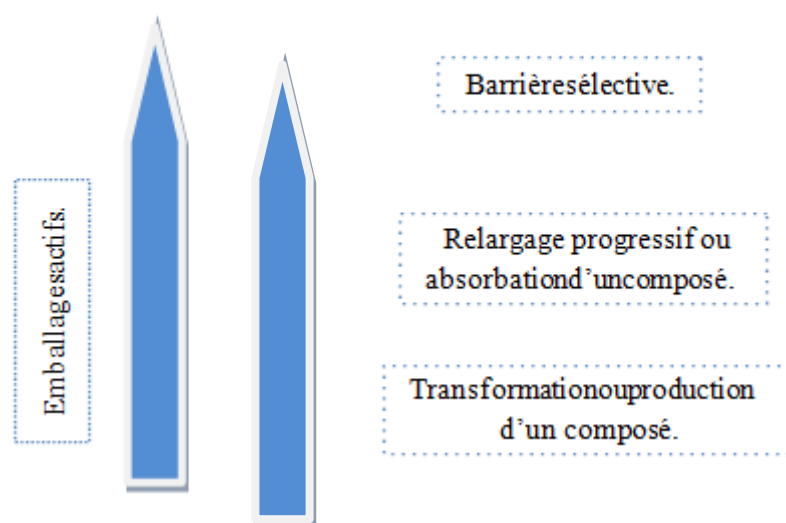 Emballagesactifs.
Barrièresélective.
Relargage progressif ou
absorbationd’uncomposé.
Transformationouproduction
d’un composé.